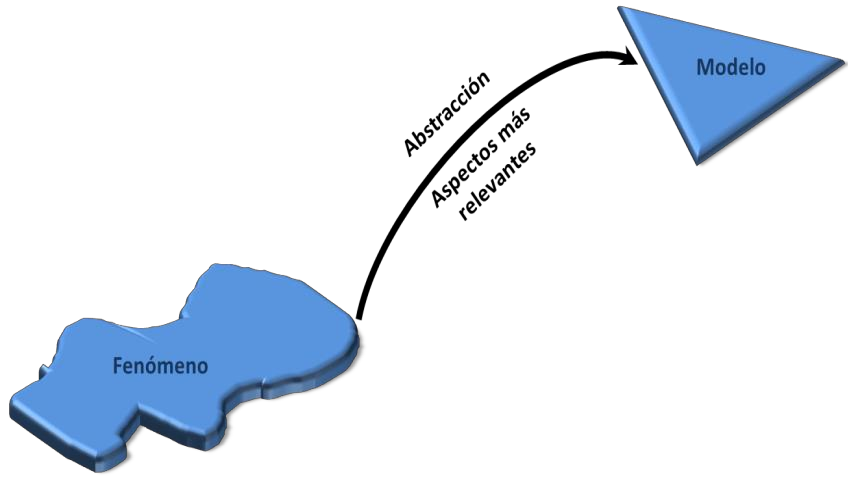 Modelo
Abstracción
Aspectos más
relevantes
Fenómeno